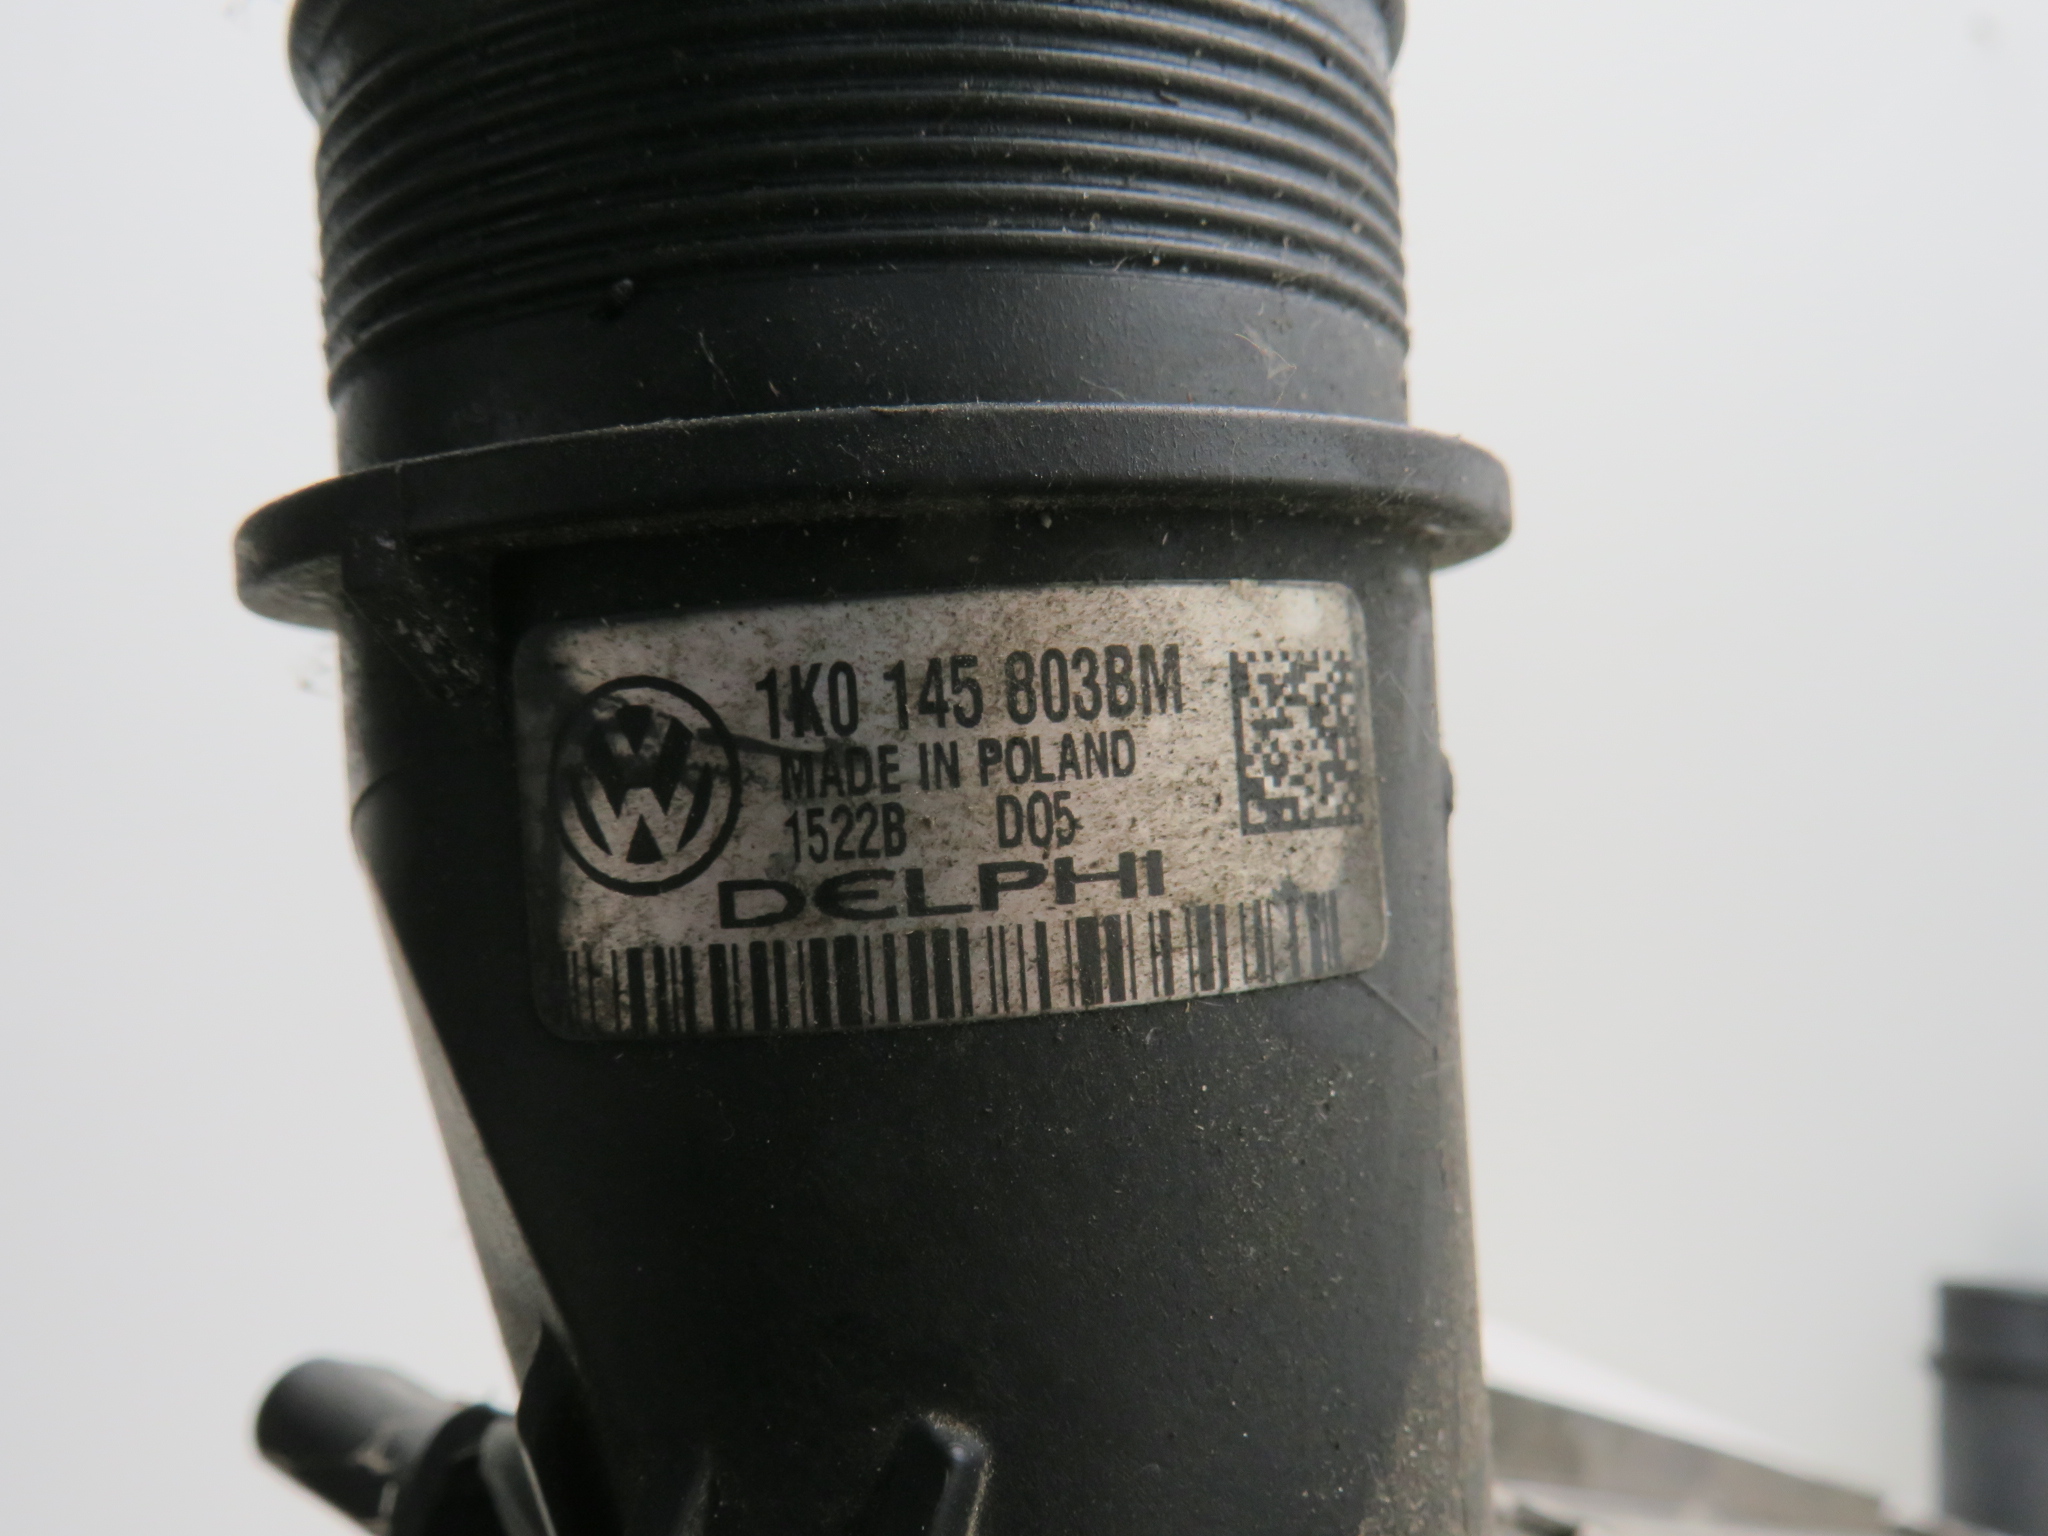 1K0 145 803BM
MADE IN POLAND
1522B D05
DELPHI